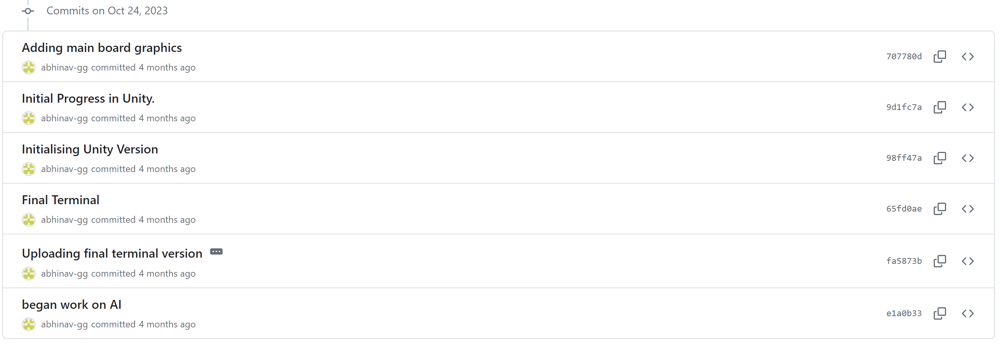 Commits on Oct 24, 2023
Adding main board graphics
abhinav-gg committed 4 months ago
707780d
Initial Progress in Unity.
abhinav-gg committed 4 months ago
9d1fc7a
Initialising Unity Version
abhinav-gg committed 4 months ago
98ff47a
Final Terminal
abhinav-gg committed 4 months ago
65fd0ae
Uploading final terminal version
abhinav-gg committed 4 months ago
fa5873b
began work on AI
abhinav-gg committed 4 months ago
e1a0b33